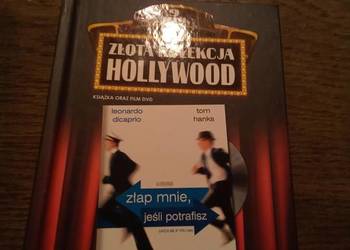 ZŁOTA KOLEKCJA
HOLLYWOOD
KSIĄŻKA ORAZ FILM DVD
leonardo
dicaprio
tom
hanks
złap mnie,
jeśli potrafisz